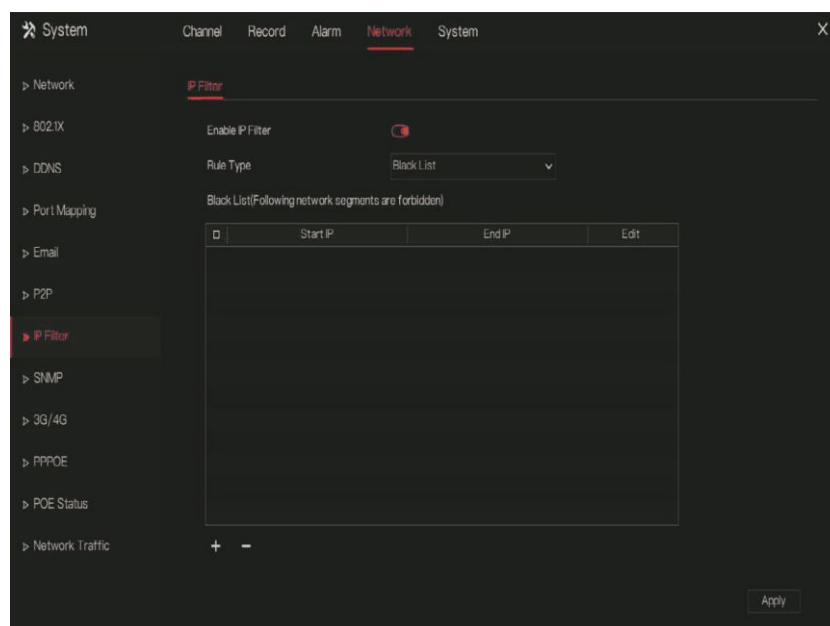 System
Channel Record Alarm Network System X
Network
802.1X
DDNS
Port Mapping
Email
P2P
IP Filter
SNMP
3G/4G
PPPOE
POE Status
Network Traffic
IP Filter
Enable IP Filter
Rule Type Black List
Black List(Following network segments are forbidden)
Start IP End IP Edit
+ -
Apply